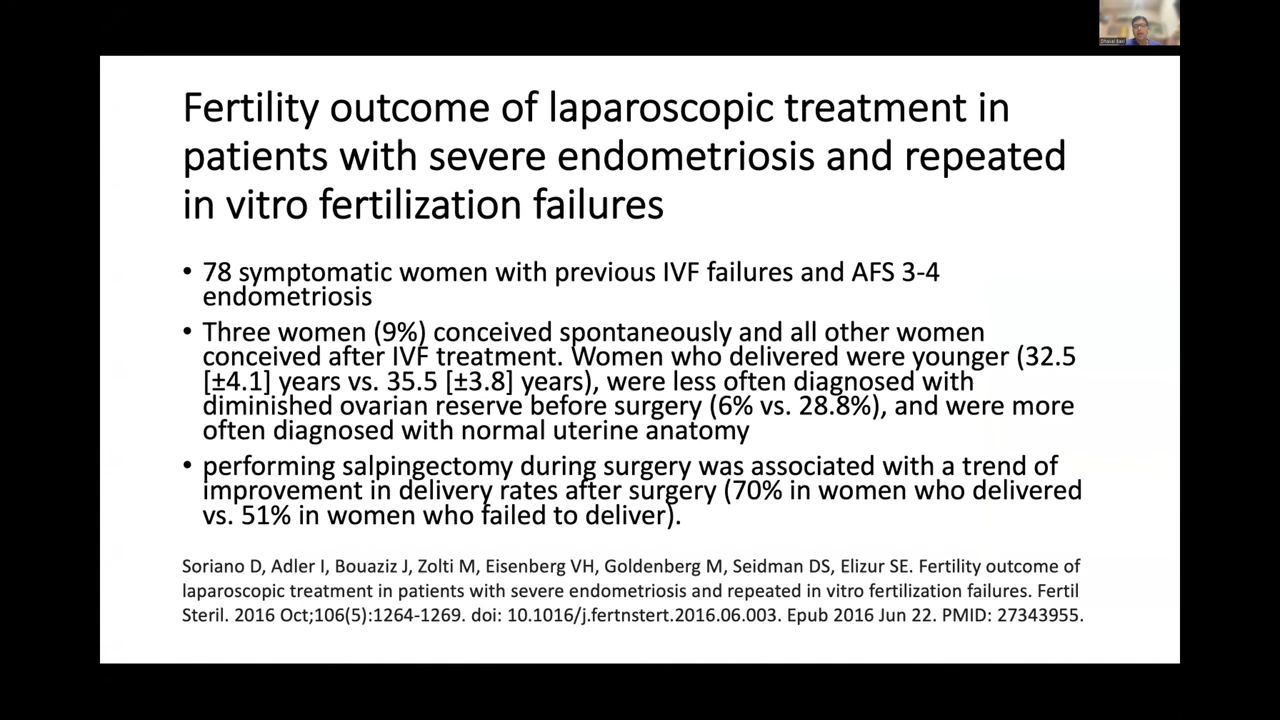 Fertility outcome of laparoscopic treatment in
patients with severe endometriosis and repeated
in vitro fertilization failures
• 78 symptomatic women with previous IVF failures and AFS 3-4
endometriosis
• Three women (9%) conceived spontaneously and all other women
conceived after IVF treatment. Women who delivered were younger (32.5
[±4.1] years vs. 35.5 [±3.8] years), were less often diagnosed with
diminished ovarian reserve before surgery (6% vs. 28.8%), and were more
often diagnosed with normal uterine anatomy
• performing salpingectomy during surgery was associated with a trend of
improvement in delivery rates after surgery (70% in women who delivered
vs. 51% in women who failed to deliver).
Soriano D, Adler I, Bouaziz J, Zolti M, Eisenberg VH, Goldenberg M, Seidman DS, Elizur SE. Fertility outcome of
laparoscopic treatment in patients with severe endometriosis and repeated in vitro fertilization failures. Fertil
Steril. 2016 Oct;106(5):1264-1269. doi: 10.1016/j.fertnstert.2016.06.003. Epub 2016 Jun 22. PMID: 27343955.